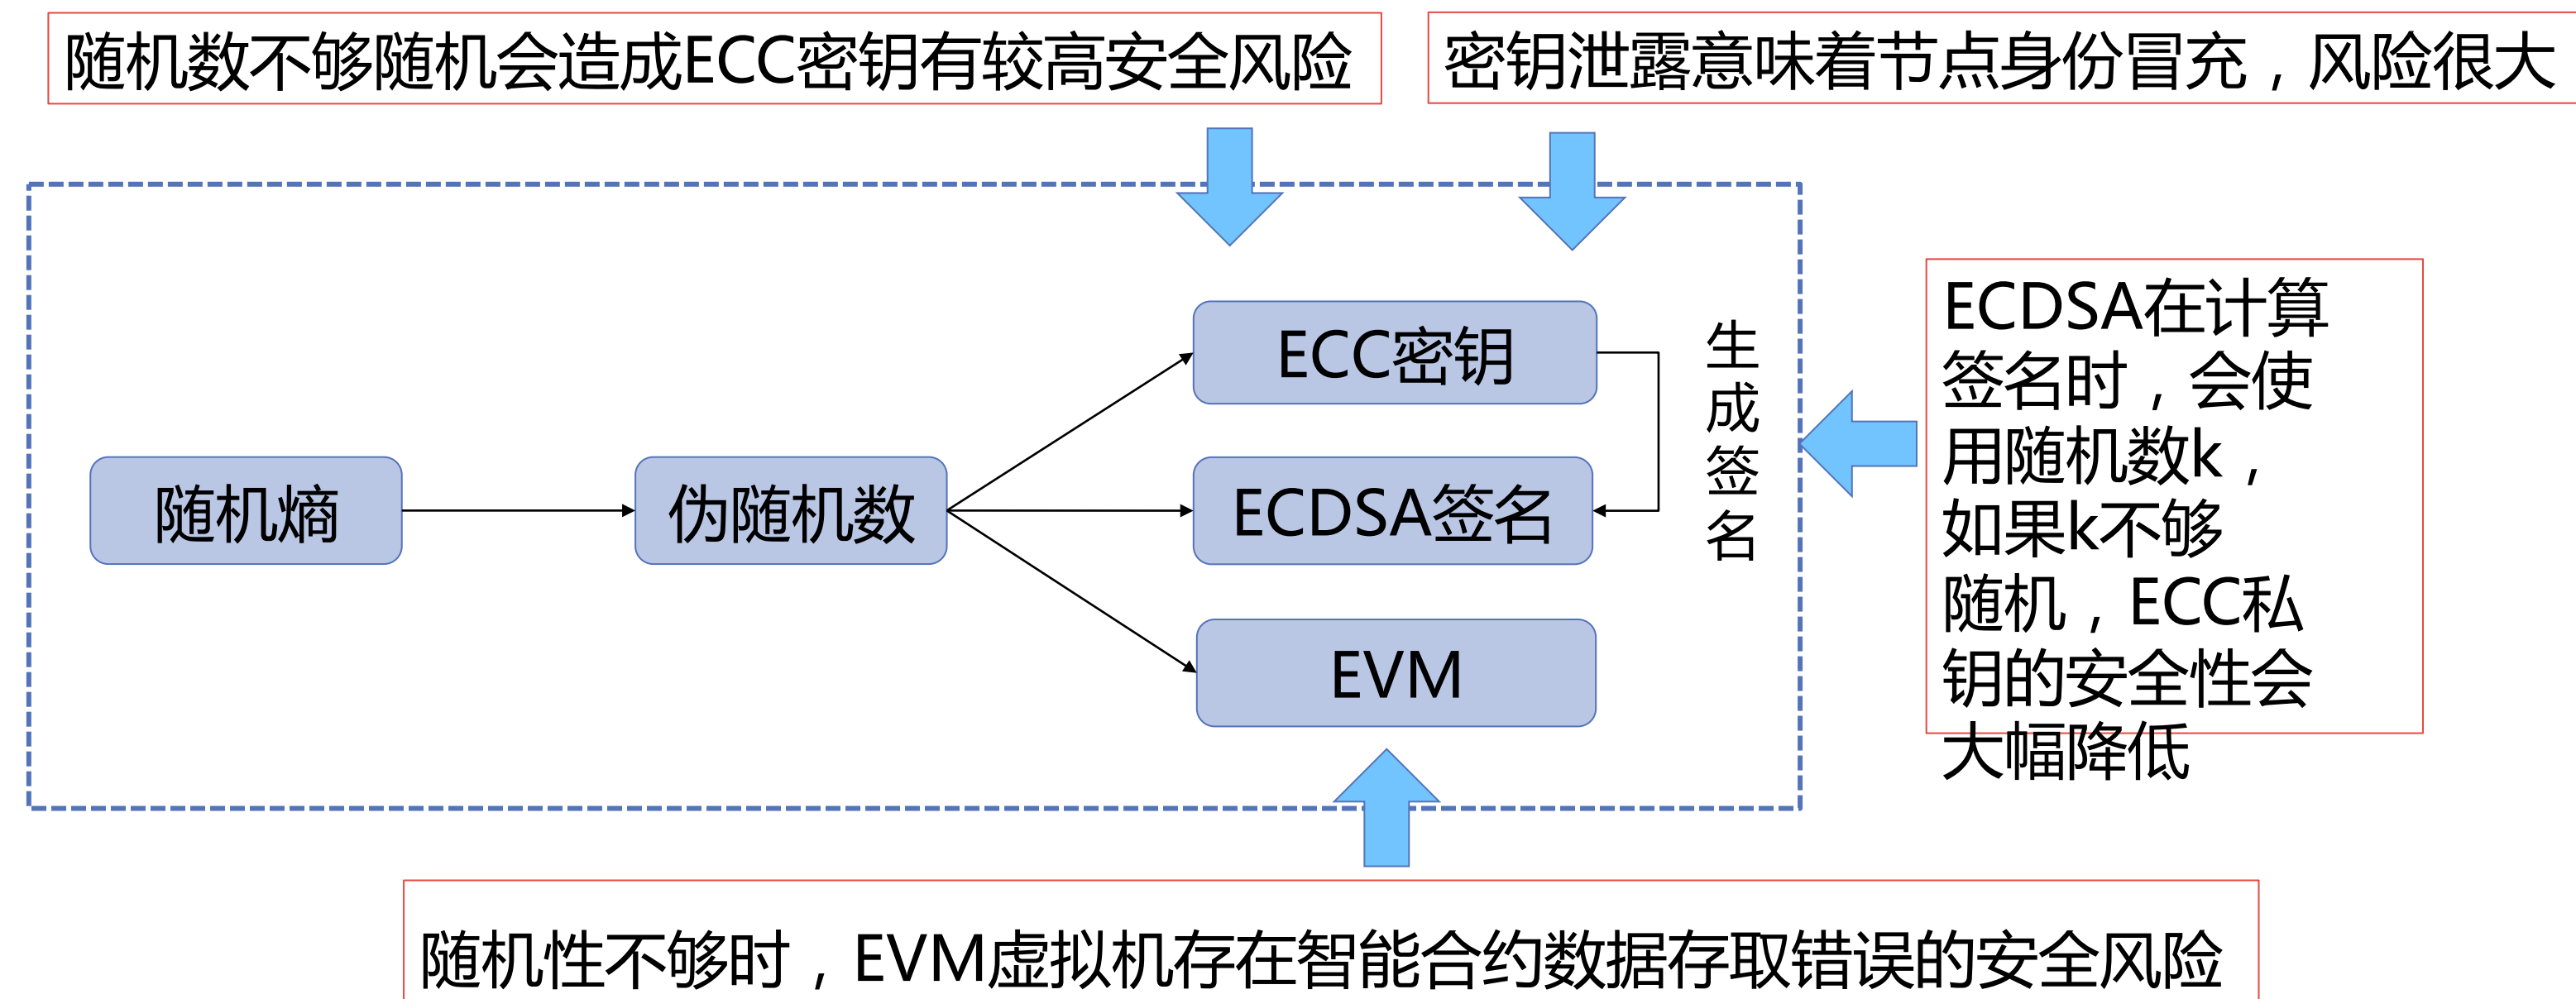 随机数不够随机会造成ECC密钥有较高安全风险
密钥泄露意味着节点身份冒充，风险很大
ECC密钥
随机熵
伪随机数
ECDSA签名
EVM
生
成
签
名
ECDSA在计算
签名时，会使
用随机数k，
如果k不够
随机，ECC私
钥的安全性会
大幅降低
随机性不够时，EVM虚拟机存在智能合约数据存取错误的安全风险